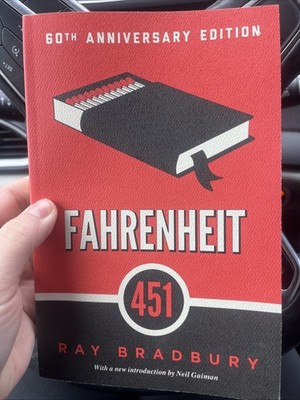 60TH ANNIVERSARY EDITION
FAHRENHEIT
451
RAY BRADBURY
With a new introduction by Neil Gaiman